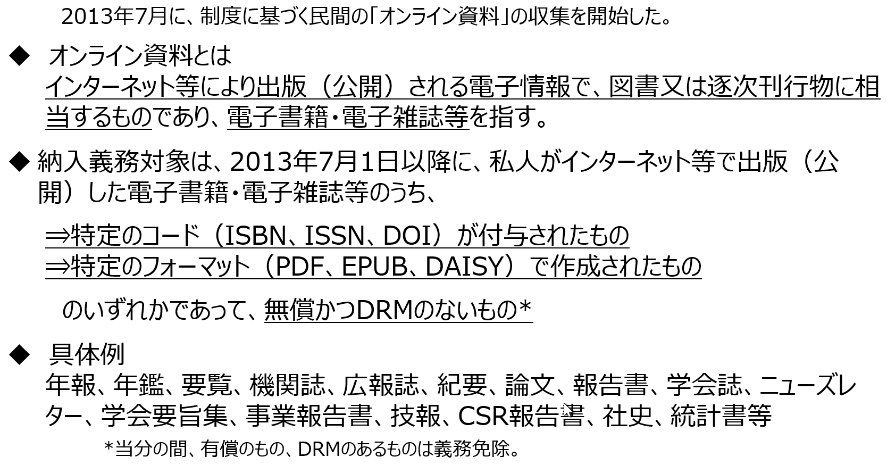 2013年7月に、制度に基づく民間の「オンライン資料」の収集を開始した。
◆ オンライン資料とは
インターネット等により出版（公開）される電子情報で、図書又は逐次刊行物に相
当するものであり、電子書籍・電子雑誌等を指す。
◆ 納入義務対象は、2013年7月1日以降に、私人がインターネット等で出版（公
開）した電子書籍・電子雑誌等のうち、
⇒特定のコード（ISBN、ISSN、DOI）が付与されたもの
⇒特定のフォーマット（PDF、EPUB、DAISY）で作成されたもの
のいずれかであって、無償かつDRMのないもの*
◆ 具体例
年報、年鑑、要覧、機関誌、広報誌、紀要、論文、報告書、学会誌、ニューズレ
ター、学会要旨集、事業報告書、技報、CSR報告書、社史、統計書等
*当分の間、有償のもの、DRMのあるものは義務免除。